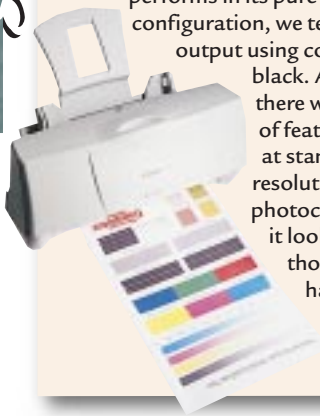 performs in its pure
configuration, we te
output using co
black. A
there w
of feat
at stan
resolut
photoc
it loo
tho
ha